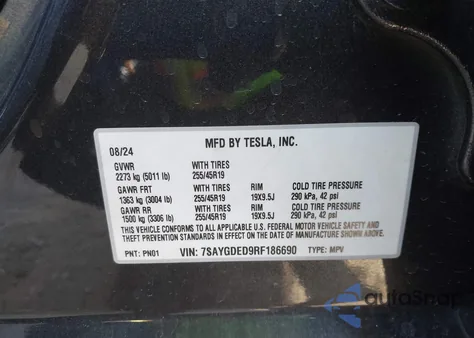 08/24 MFD BY TESLA, INC.
GVWR WITH TIRES
2273 kg (5011 lb) 255/45R19
GAWR FRT WITH TIRES RIM COLD TIRE PRESSURE
1363 kg (3004 lb) 255/45R19 19X9.5J 290 kPa, 42 psi
GAWR RR WITH TIRES RIM COLD TIRE PRESSURE
1500 kg (3306 lb) 255/45R19 19X9.5J 290 kPa, 42 psi
THIS VEHICLE CONFORMS TO ALL APPLICABLE U.S. FEDERAL MOTOR VEHICLE SAFETY AND
THEFT PREVENTION STANDARDS IN EFFECT ON THE DATE OF MANUFACTURE SHOWN
ABOVE.
PNT: PN01 VIN: 7SAYGDED9RF186690 TYPE: MPV
autoSnap